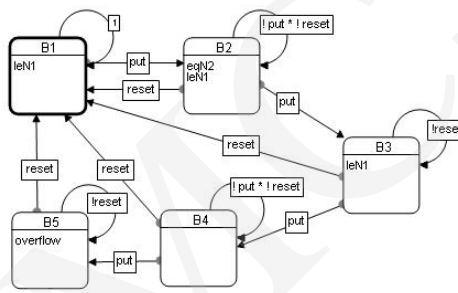 1
B1
leN1
put
reset
B2
eqN2
leN1
! put * ! reset
put
reset
B3
leN1
!reset
reset
reset
put
B5
overflow
!reset
put
B4
! put * ! reset